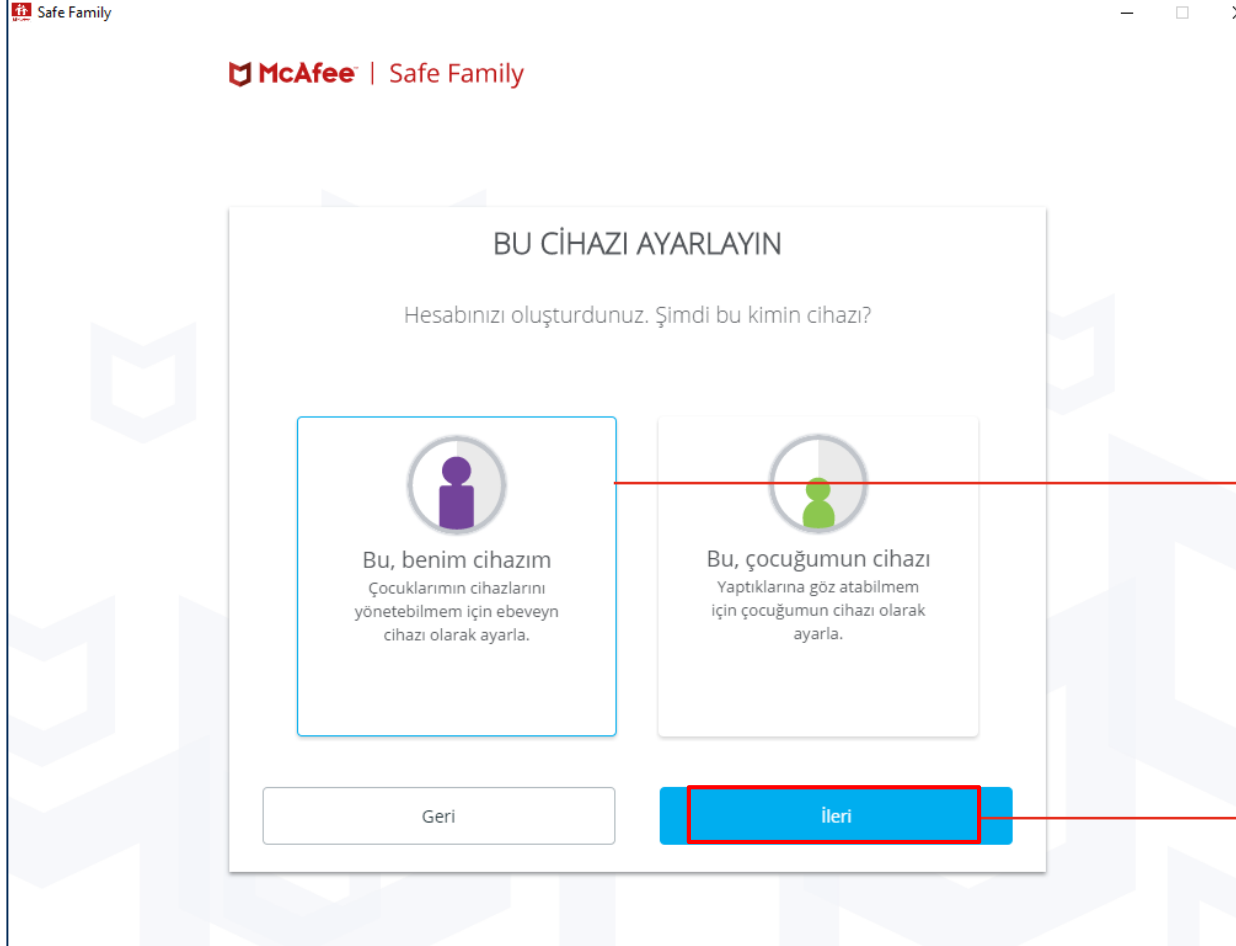 Safe Family
McAfee | Safe Family
BU CİHAZI AYARLAYIN
Hesabınızı oluşturdunuz. Şimdi bu kimin cihazı?
Bu, benim cihazım
Çocuklarımın cihazlarını
yönetebilmem için ebeveyn
cihazı olarak ayarla.
Bu, çocuğumun cihazı
Yaptıklarına göz atabilmem
için çocuğumun cihazı olarak
ayarla.
Geri
İleri